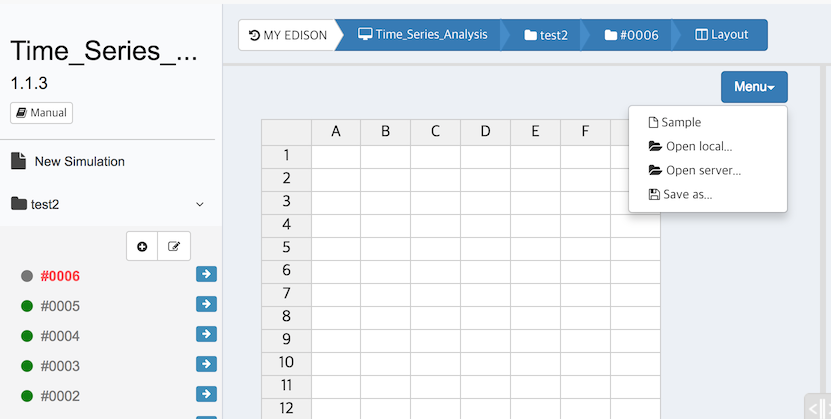 Time_Series_...
1.1.3
Manual
New Simulation
test2
#0006
#0005
#0004
#0003
#0002
MY EDISON Time_Series_Analysis test2 #0006 Layout
Menu
Sample
Open local...
Open server...
Save as...
A B C D E F
1
2
3
4
5
6
7
8
9
10
11
12